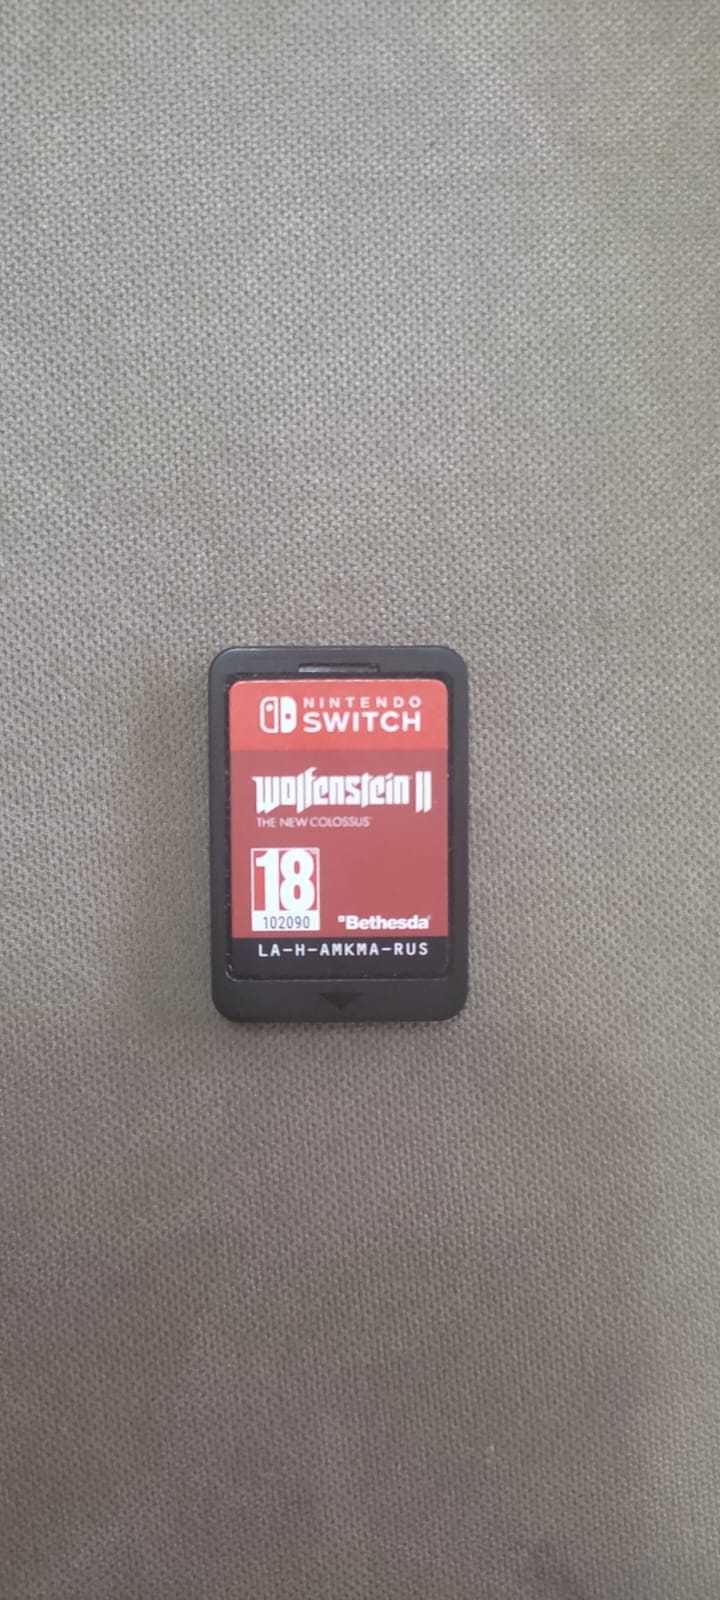 NINTENDO
SWITCH
Wolfenstein II
THE NEW COLOSSUS
18
102090
Bethesda
LA-H-AMKMA-RUS